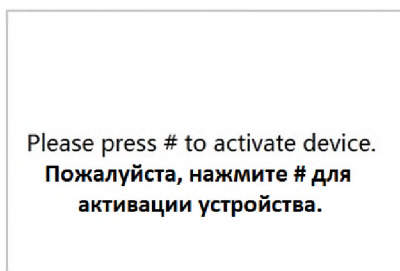 Please press # to activate device.
Пожалуйста, нажмите # для
активации устройства.